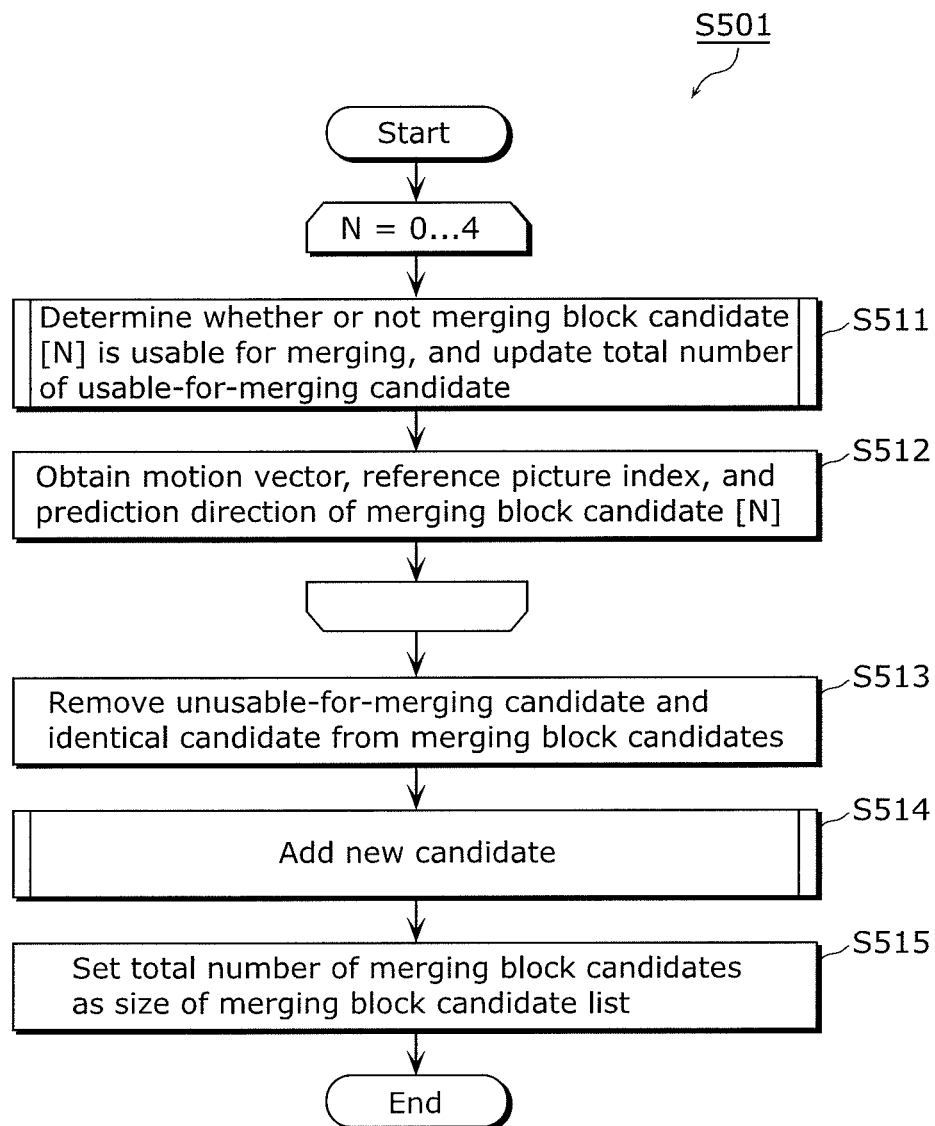 S501
Start
N = 0...4
Determine whether or not merging block candidate
[N] is usable for merging, and update total number
of usable-for-merging candidate
S511
Obtain motion vector, reference picture index, and
prediction direction of merging block candidate [N]
S512
Remove unusable-for-merging candidate and
identical candidate from merging block candidates
S513
Add new candidate
S514
Set total number of merging block candidates
as size of merging block candidate list
S515
End